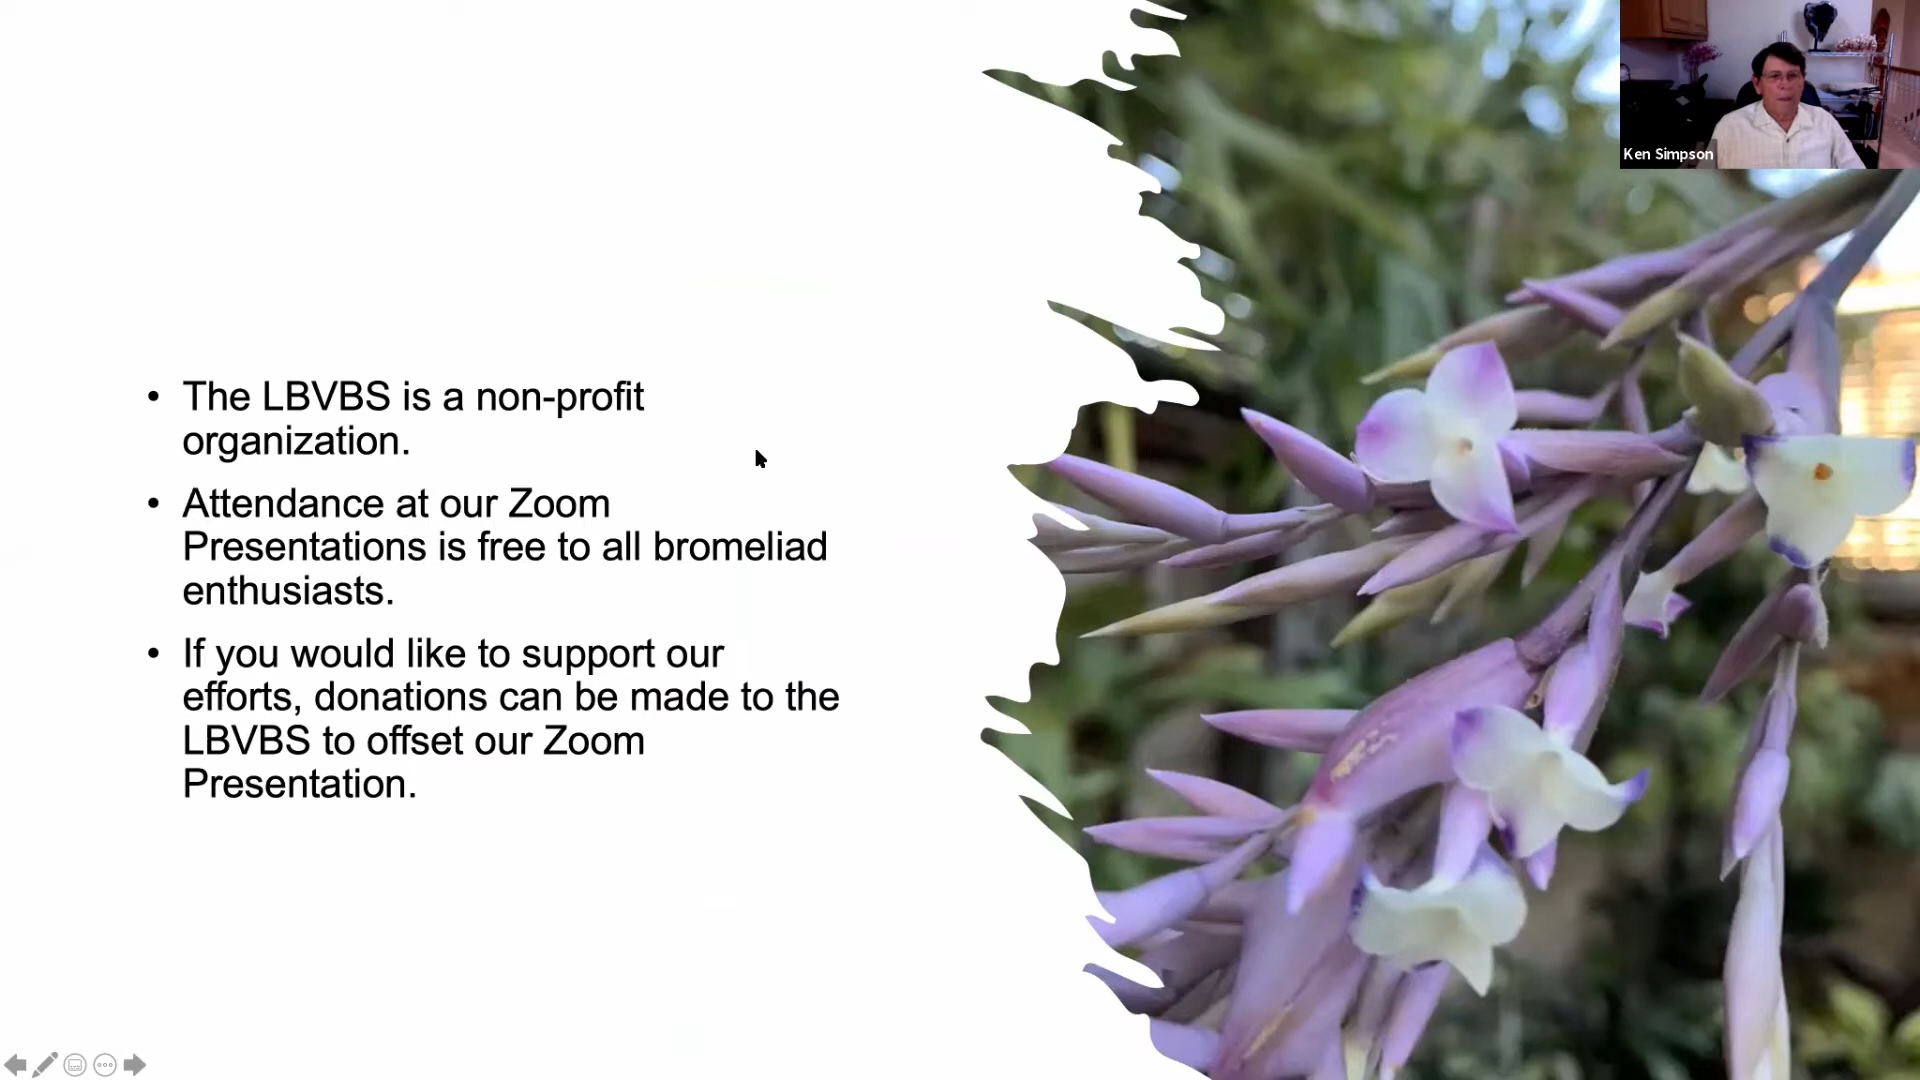 Ken Simpson
• The LBVBS is a non-profit
organization.
• Attendance at our Zoom
Presentations is free to all bromeliad
enthusiasts.
• If you would like to support our
efforts, donations can be made to the
LBVBS to offset our Zoom
Presentation.